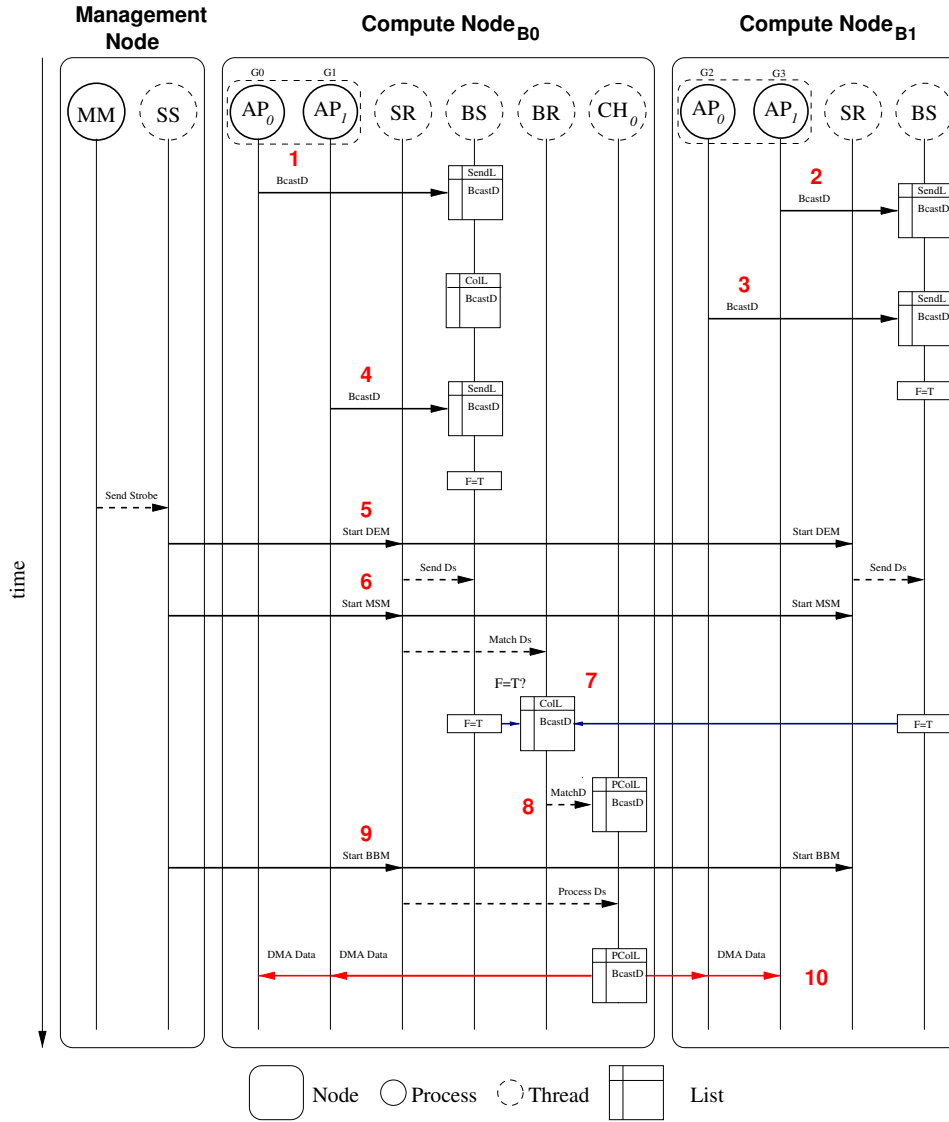 Management Node
Compute Node B0
Compute Node B1
G0 G1 G2 G3
MM SS AP0 AP1 SR BS BR CH0 AP0 AP1 SR BS
1
BcastD
SendL
BcastD
2
BcastD
SendL
BcastD
ColL
BcastD
3
BcastD
SendL
BcastD
4
BcastD
SendL
BcastD
F=T
F=T
Send Strobe
5
Start DEM
Start DEM
Send Ds
Send Ds
6
Start MSM
Start MSM
Match Ds
F=T?
7
ColL
BcastD
F=T
F=T
8
MatchD
PColL
BcastD
9
Start BBM
Start BBM
Process Ds
DMA Data
DMA Data
PColL
BcastD
DMA Data
10
time
Node
Process
Thread
List